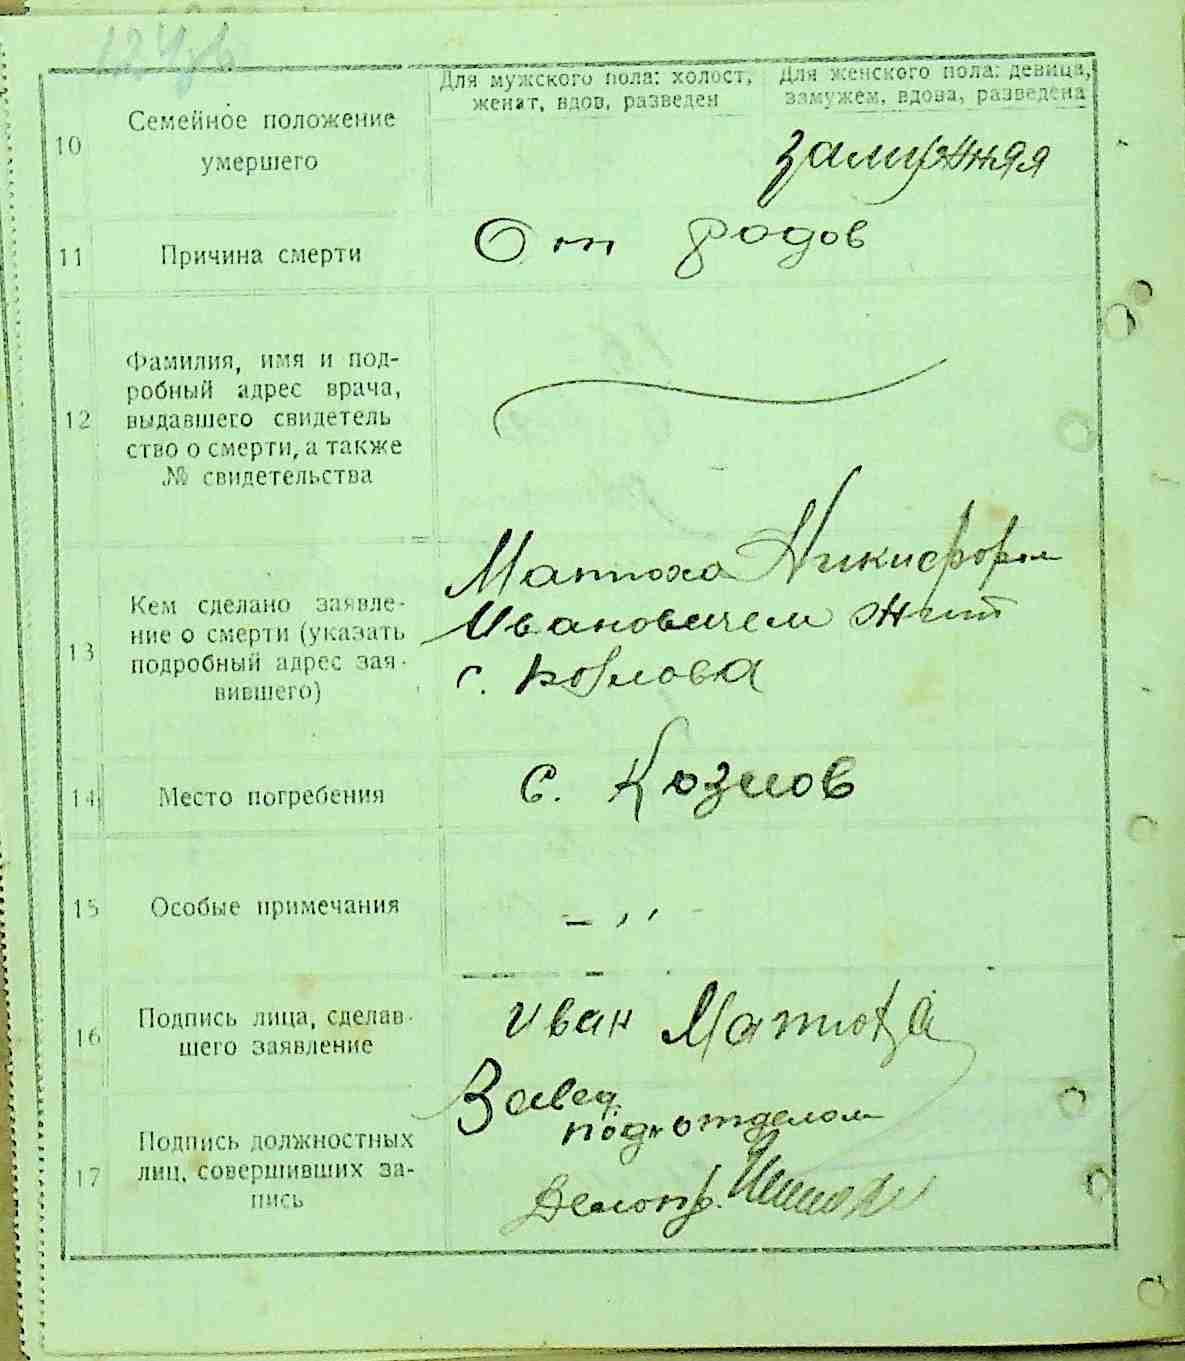 Для мужского пола: холост, женат, вдов, разведен
Для женского пола: девица, замужем, вдова, разведена
10
Семейное положение
умершего
замужняя
11
Причина смерти
От родов
12
Фамилия, имя и под-
робный адрес врача,
выдавшего свидетель
ство о смерти, а также
№ свидетельства
13
Кем сделано заявле-
ние о смерти (указать
подробный адрес зая-
вившего)
Матюха Никифором
Ивановичем жит
с. Козлова
14
Место погребения
с. Козлов
15
Особые примечания
- ,, -
16
Подпись лица, сделав-
шего заявление
Иван Матюха
17
Подпись должностных
лиц, совершивших за-
пись
Завед.
подотделом
Делопр.